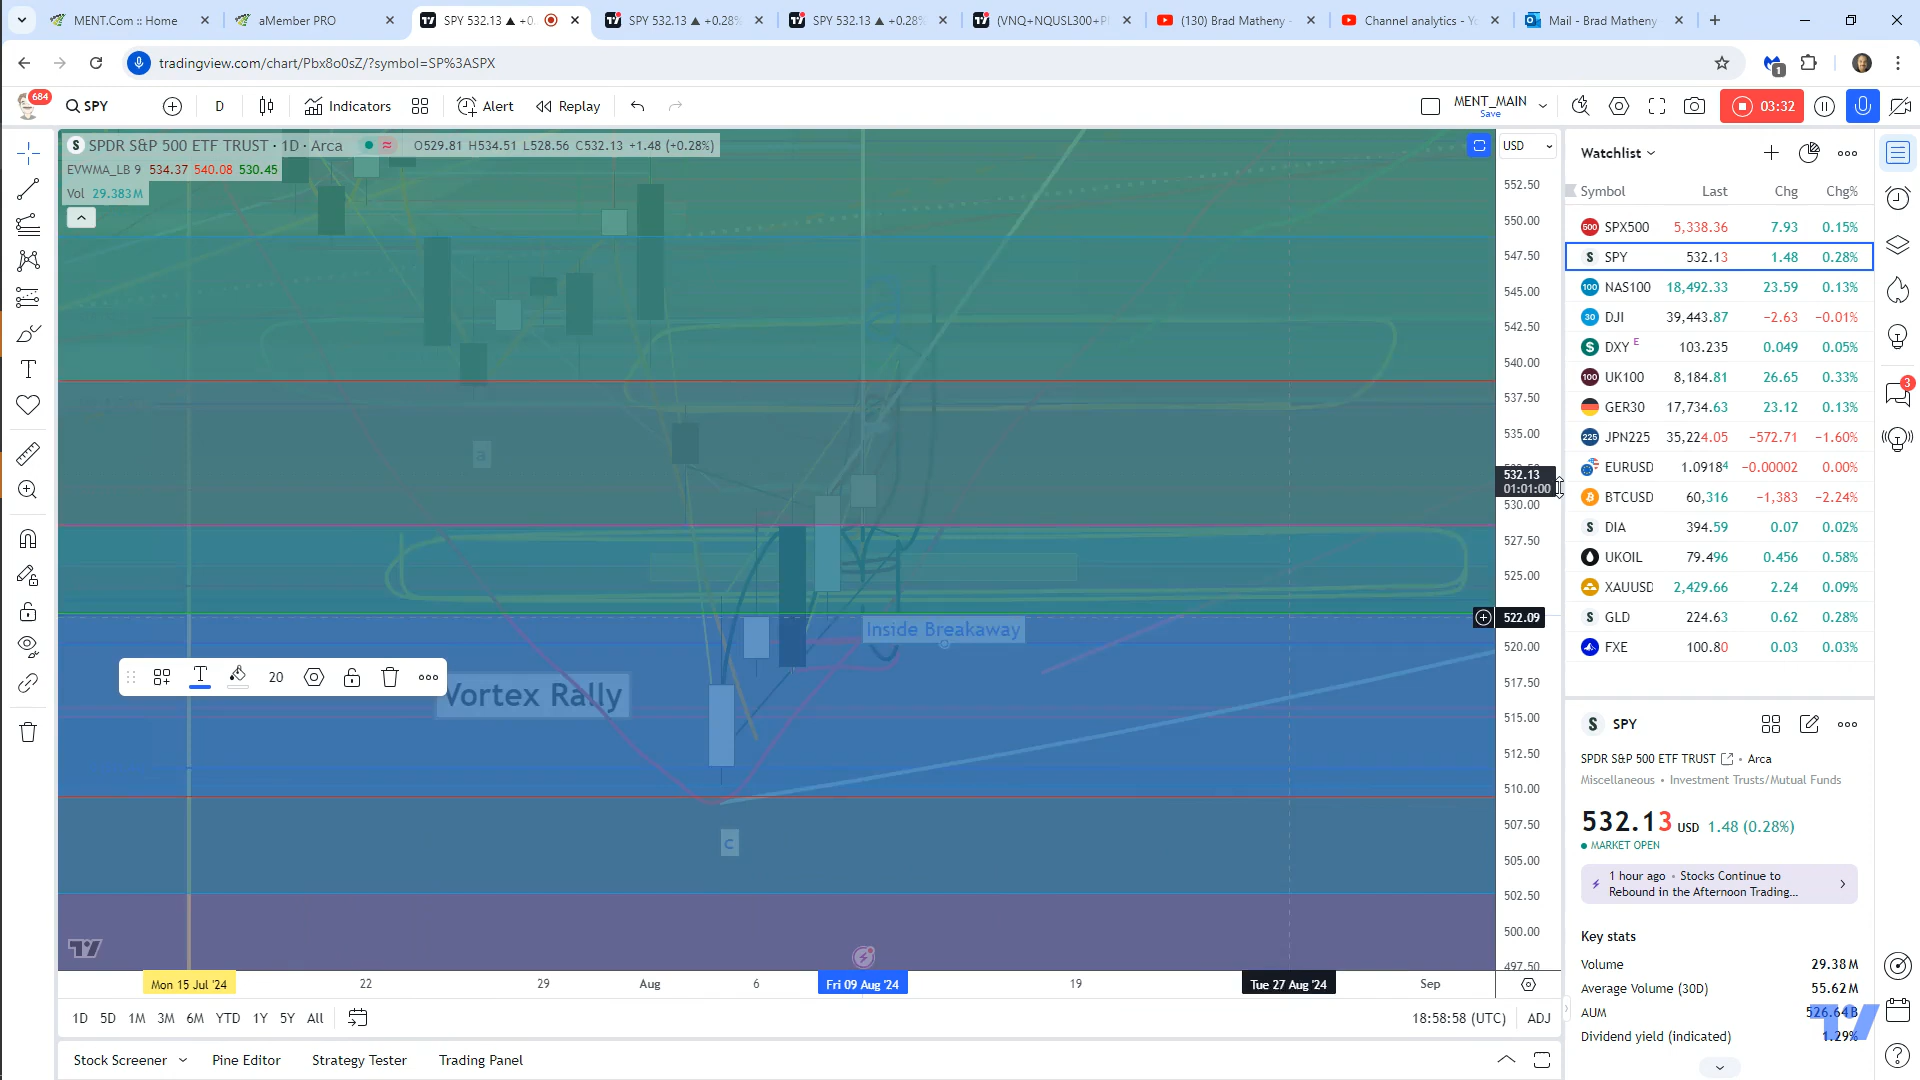 MENT.Com :: Home
aMember PRO
SPY 532.13 ▲ +0.
SPY 532.13 ▲ +0.28%
SPY 532.13 ▲ +0.28%
(VNQ+NQUSL300+P
(130) Brad Matheny -
Channel analytics - Y
Mail - Brad Matheny
tradingview.com/chart/Pbx8o0sZ/?symbol=SP%3ASPX
1
684
SPY
D
Indicators
Alert
Replay
MENT_MAIN
Save
03:32
SPDR S&P 500 ETF TRUST · 1D · Arca
O529.81 H534.51 L528.56 C532.13 +1.48 (+0.28%)
EVWMA_LB 9 534.37 540.08 530.45
Vol 29.383M
USD
552.50
550.00
547.50
545.00
542.50
540.00
537.50
535.00
532.13
01:01:00
530.00
527.50
525.00
522.09
520.00
517.50
515.00
512.50
510.00
507.50
505.00
502.50
500.00
497.50
a
Inside Breakaway
20
Vortex Rally
c
Mon 15 Jul '24
22
29
Aug
6
Fri 09 Aug '24
19
Tue 27 Aug '24
Sep
1D 5D 1M 3M 6M YTD 1Y 5Y All
18:58:58 (UTC)
ADJ
Stock Screener
Pine Editor
Strategy Tester
Trading Panel
Watchlist
Symbol Last Chg Chg%
SPX500 5,338.36 7.93 0.15%
SPY 532.13 1.48 0.28%
NAS100 18,492.33 23.59 0.13%
DJI 39,443.87 −2.63 −0.01%
DXY E 103.235 0.049 0.05%
UK100 8,184.81 26.65 0.33%
GER30 17,734.63 23.12 0.13%
JPN225 35,224.05 −572.71 −1.60%
EURUSD 1.09184 −0.00002 0.00%
BTCUSD 60,316 −1,383 −2.24%
DIA 394.59 0.07 0.02%
UKOIL 79.496 0.456 0.58%
XAUUSD 2,429.66 2.24 0.09%
GLD 224.63 0.62 0.28%
FXE 100.80 0.03 0.03%
3
SPY
SPDR S&P 500 ETF TRUST • Arca
Miscellaneous • Investment Trusts/Mutual Funds
532.13 USD 1.48 (0.28%)
MARKET OPEN
1 hour ago • Stocks Continue to
Rebound in the Afternoon Trading...
Key stats
Volume 29.38M
Average Volume (30D) 55.62M
AUM 526.64B
Dividend yield (indicated) 1.29%